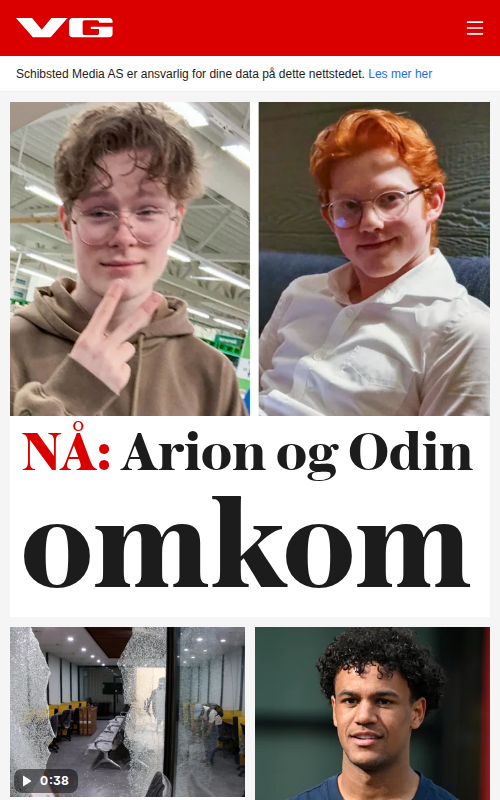 VG
Schibsted Media AS er ansvarlig for dine data på dette nettstedet. Les mer her
NÅ: Arion og Odin
omkom
0:38